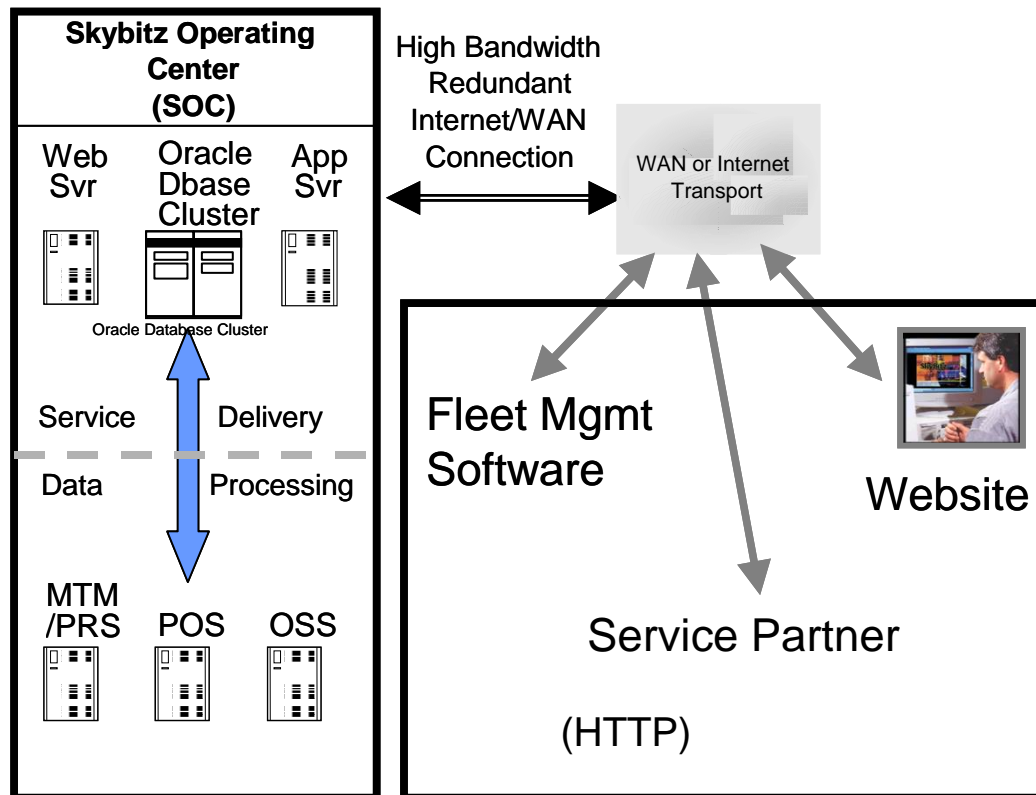 Skybitz Operating
Center
(SOC)
High Bandwidth
Redundant
Internet/WAN
Connection
WAN or Internet
Transport
Web
Svr
Oracle
Dbase
Cluster
App
Svr
Oracle Database Cluster
Service Delivery
Data Processing
MTM
/PRS
POS
OSS
Fleet Mgmt
Software
Website
Service Partner
(HTTP)